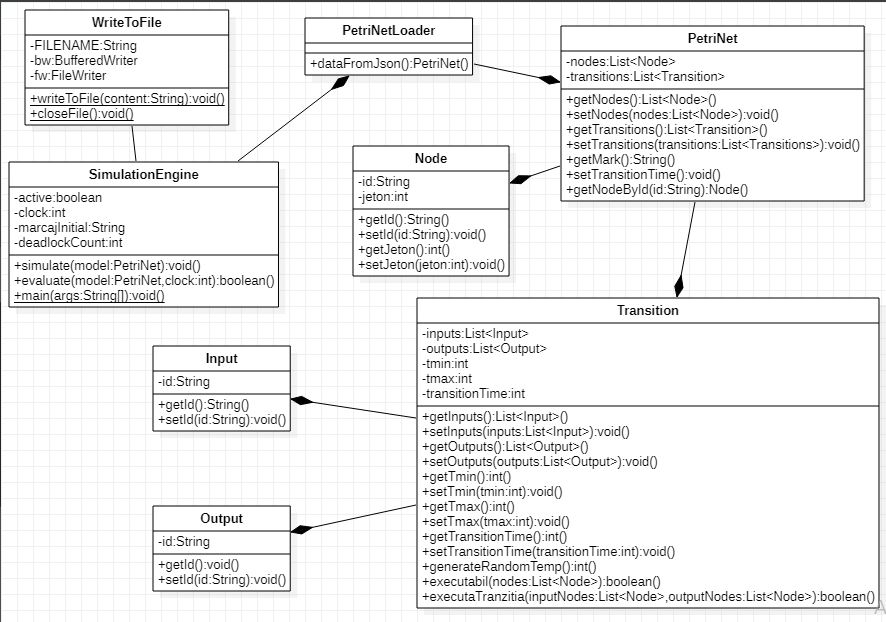 WriteToFile
-FILENAME:String
-bw:BufferedWriter
-fw:FileWriter
+writeToFile(content:String):void()
+closeFile():void()
PetriNetLoader
+dataFromJson():PetriNet()
PetriNet
-nodes:List<Node>
-transitions:List<Transition>
+getNodes():List<Node>()
+setNodes(nodes:List<Node>):void()
+getTransitions():List<Transition>()
+setTransitions(transitions:List<Transitions>):void()
+getMark():String()
+setTransitionTime():void()
+getNodeById(id:String):Node()
SimulationEngine
-active:boolean
-clock:int
-marcajInitial:String
-deadlockCount:int
+simulate(model:PetriNet):void()
+evaluate(model:PetriNet,clock:int):boolean()
+main(args:String[]):void()
Node
-id:String
-jeton:int
+getId():String()
+setId(id:String):void()
+getJeton():int()
+setJeton(jeton:int):void()
Transition
-inputs:List<Input>
-outputs:List<Output>
-tmin:int
-tmax:int
-transitionTime:int
+getInputs():List<Input>()
+setInputs(inputs:List<Input>):void()
+getOutputs():List<Output>()
+setOutputs(outputs:List<Output>):void()
+getTmin():int()
+setTmin(tmin:int):void()
+getTmax():int()
+setTmax(tmax:int):void()
+getTransitionTime():int()
+setTransitionTime(transitionTime:int):void()
+generateRandomTemp():int()
+executabil(nodes:List<Node>):boolean()
+executaTranzitia(inputNodes:List<Node>,outputNodes:List<Node>):boolean()
Input
-id:String
+getId():String()
+setId(id:String):void()
Output
-id:String
+getId():void()
+setId(id:String):void()